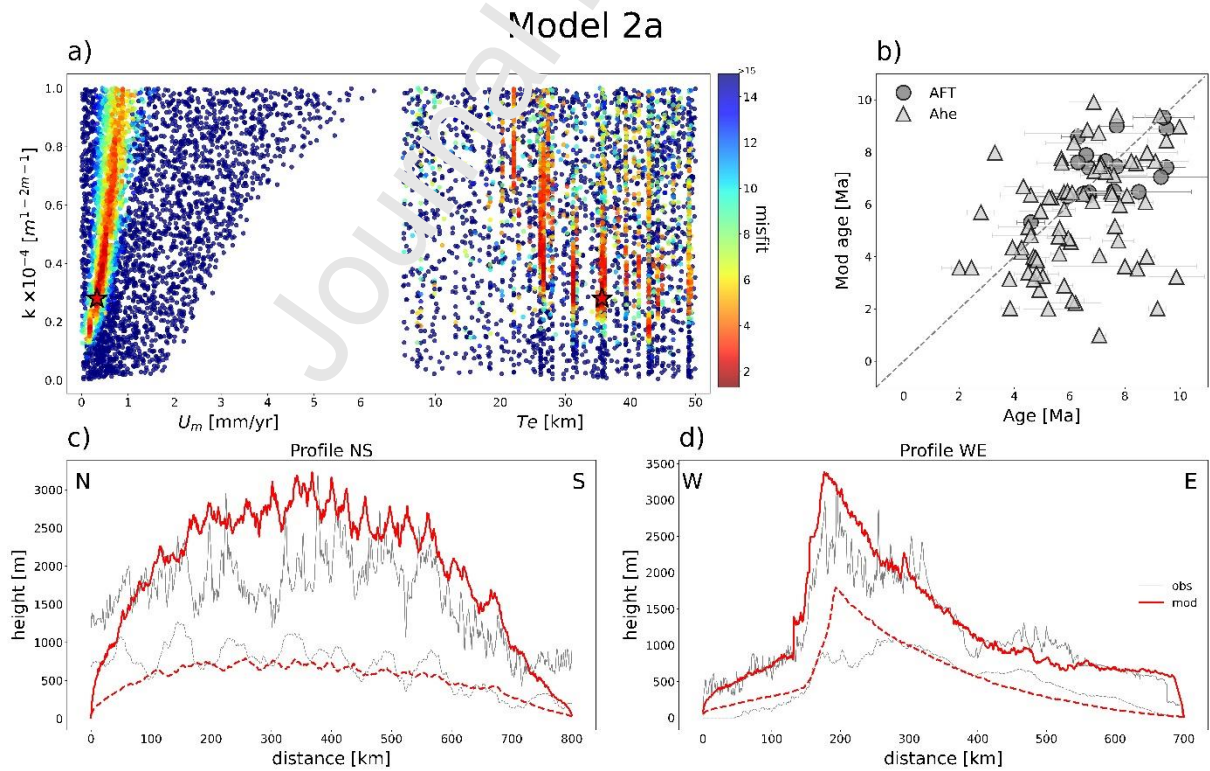 Model 2a
a)
k ×10⁻⁴ [m¹⁻²ᵐ⁻¹]
1.0
0.8
0.6
0.4
0.2
0.0
0 1 2 3 4 5 6
Uₘ [mm/yr]
10 20 30 40 50
Te [km]
>15
14
12
10
8
6
4
2
misfit
Journal
b)
AFT
Ahe
Mod age [Ma]
10
8
6
4
2
0
0 2 4 6 8 10
Age [Ma]
c)
Profile NS
N S
height [m]
3000
2500
2000
1500
1000
500
0
0 100 200 300 400 500 600 700 800
distance [km]
d)
Profile WE
W E
height [m]
3500
3000
2500
2000
1500
1000
500
0
obs
mod
0 100 200 300 400 500 600 700
distance [km]